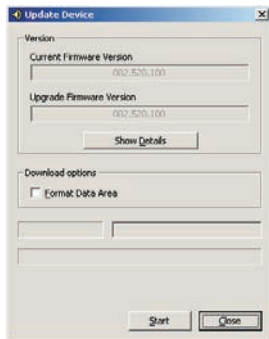 Update Device
Version
Current Firmware Version
002.520.100
Upgrade Firmware Version
002.520.100
Show Details
Download options
Format Data Area
Start
Close